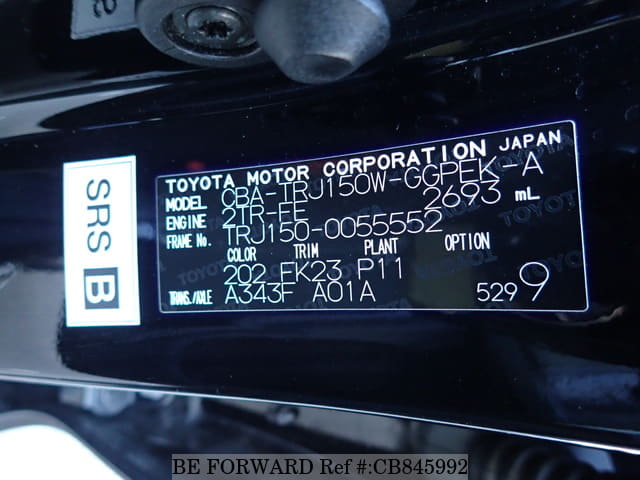 SRS B
TOYOTA MOTOR CORPORATION JAPAN
MODEL CBA-TRJ150W-GGPEK-A
ENGINE 2TR-FE 2693 mL
FRAME No. TRJ150-0055552
COLOR TRIM PLANT OPTION
202 FK23 P11
TRANS./AXLE A343F A01A 529 9
BE FORWARD Ref #:CB845992